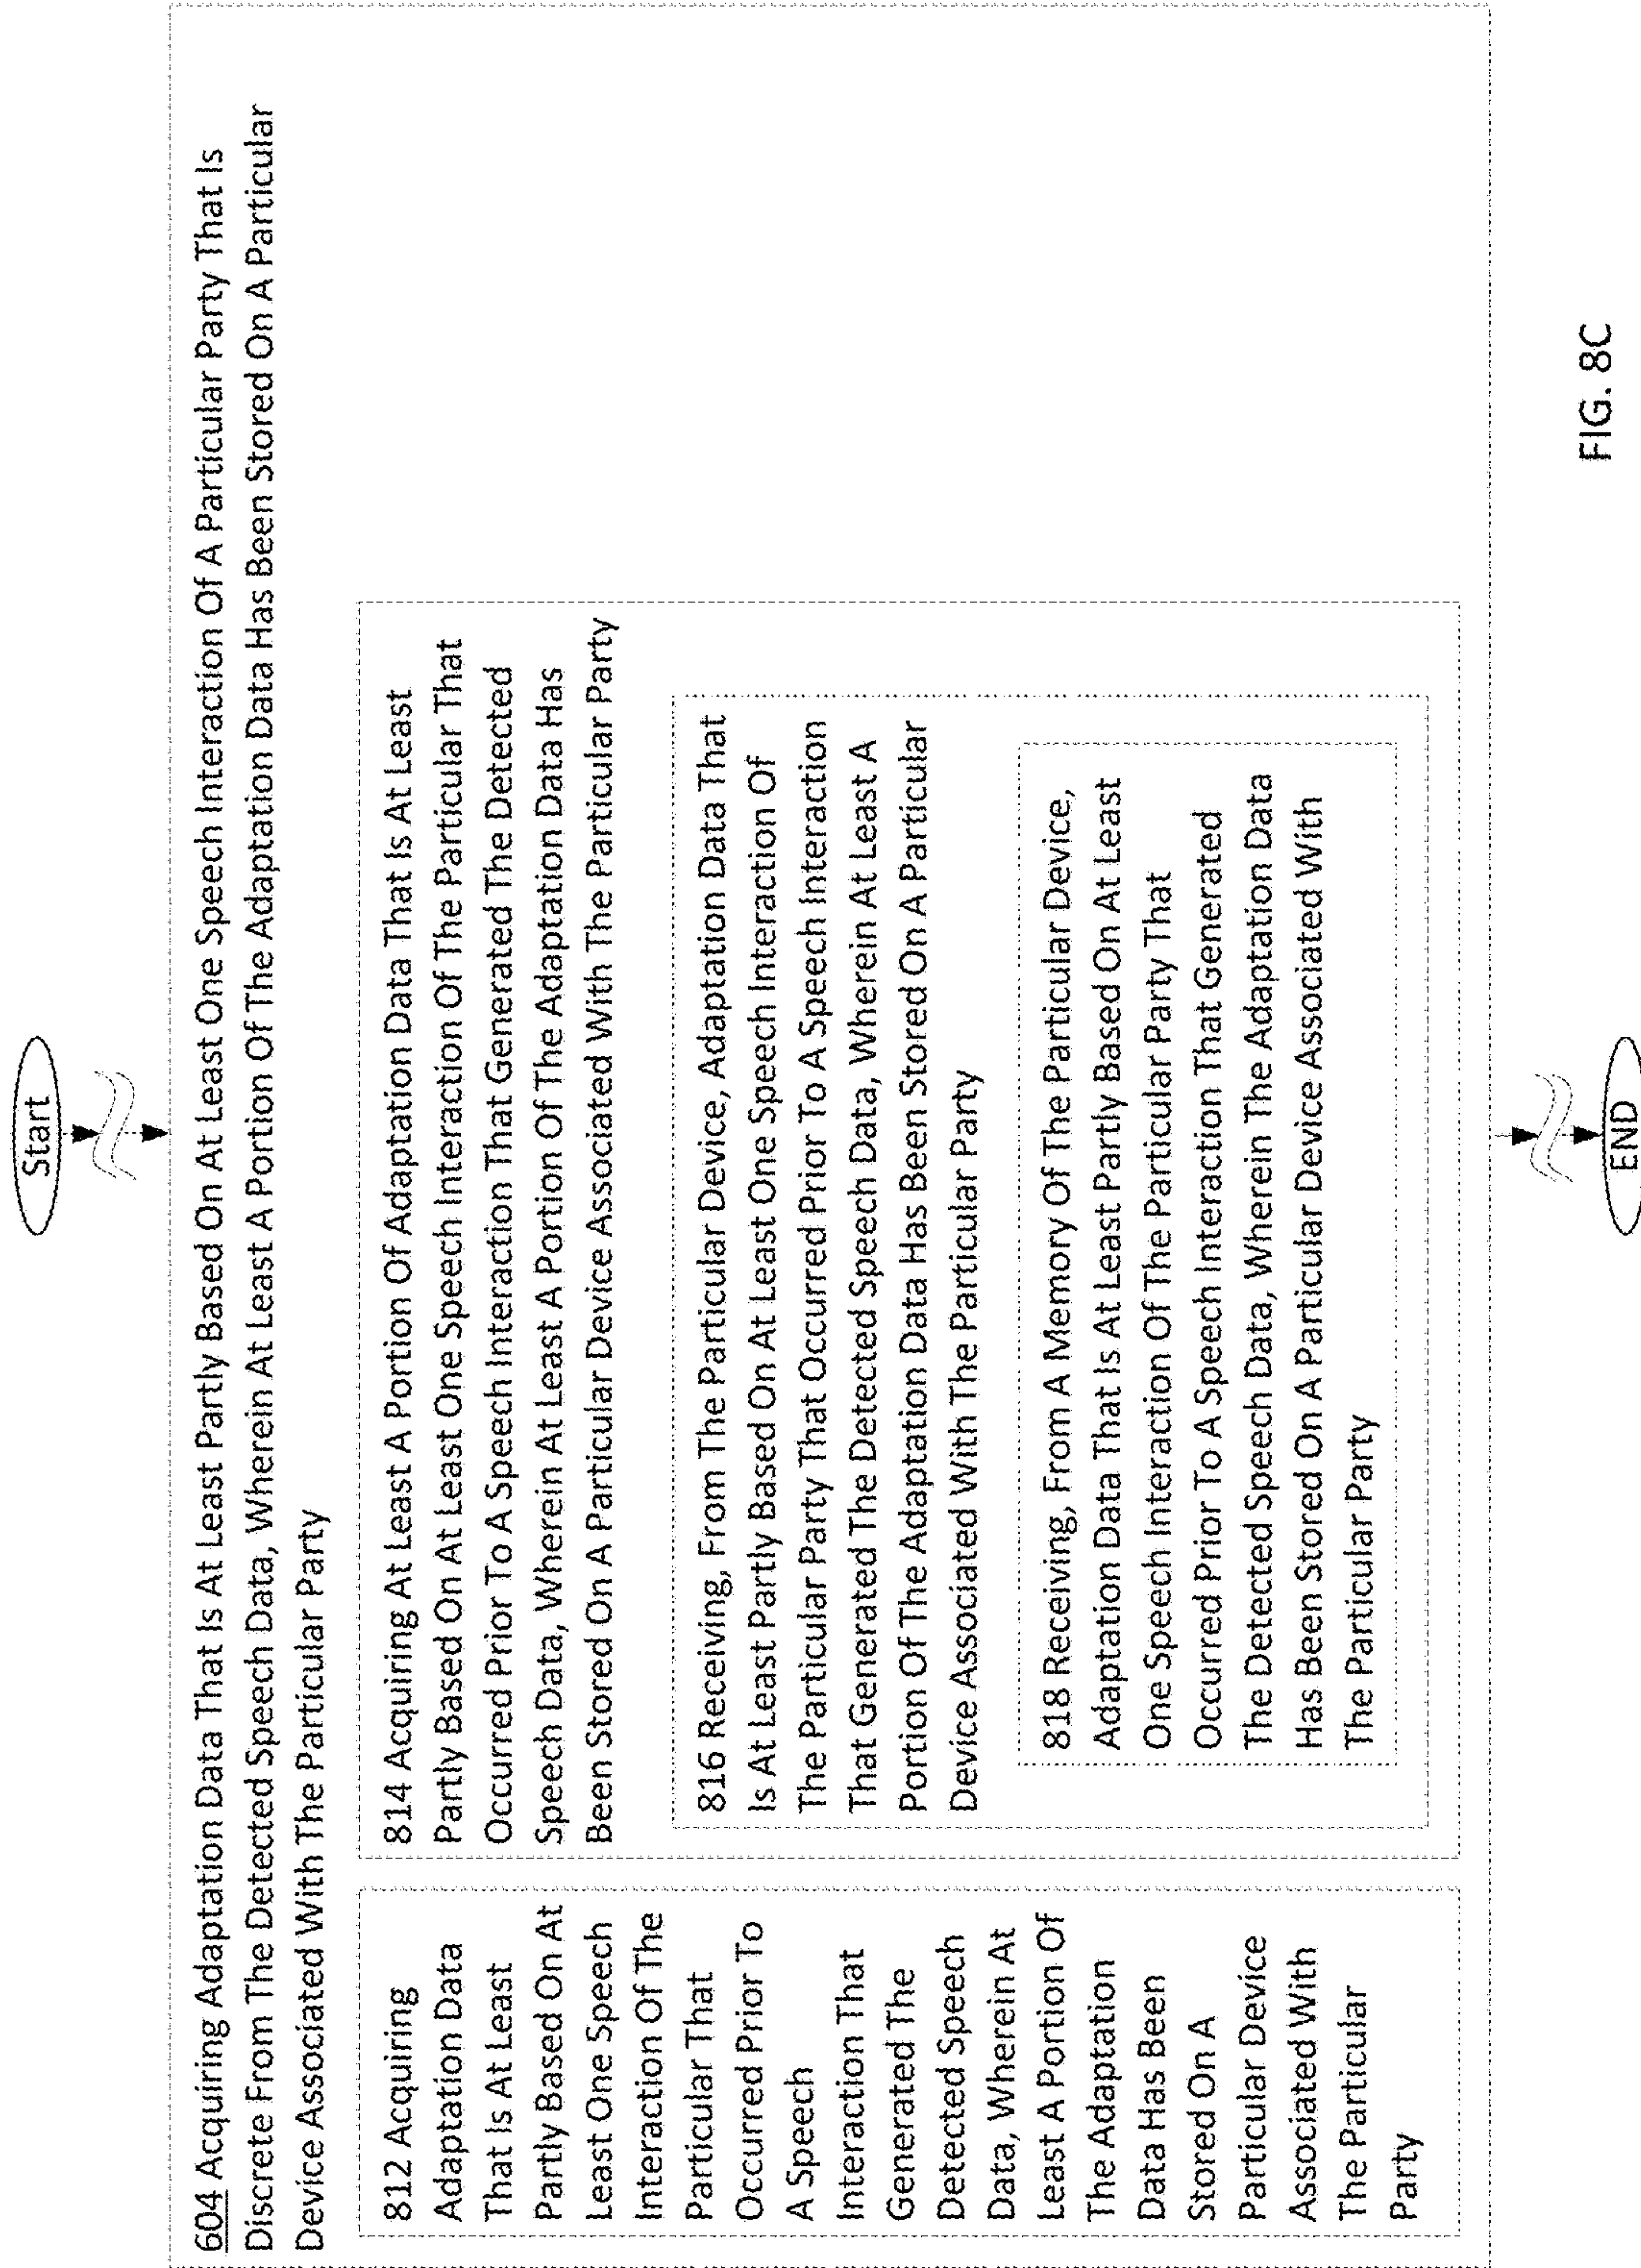 Start
604 Acquiring Adaptation Data That Is At Least Partly Based On At Least One Speech Interaction Of A Particular Party That Is
Discrete From The Detected Speech Data, Wherein At Least A Portion Of The Adaptation Data Has Been Stored On A Particular
Device Associated With The Particular Party
812 Acquiring
Adaptation Data
That Is At Least
Partly Based On At
Least One Speech
Interaction Of The
Particular That
Occurred Prior To
A Speech
Interaction That
Generated The
Detected Speech
Data, Wherein At
Least A Portion Of
The Adaptation
Data Has Been
Stored On A
Particular Device
Associated With
The Particular
Party
814 Acquiring At Least A Portion Of Adaptation Data That Is At Least
Partly Based On At Least One Speech Interaction Of The Particular That
Occurred Prior To A Speech Interaction That Generated The Detected
Speech Data, Wherein At Least A Portion Of The Adaptation Data Has
Been Stored On A Particular Device Associated With The Particular Party
816 Receiving, From The Particular Device, Adaptation Data That
Is At Least Partly Based On At Least One Speech Interaction Of
The Particular Party That Occurred Prior To A Speech Interaction
That Generated The Detected Speech Data, Wherein At Least A
Portion Of The Adaptation Data Has Been Stored On A Particular
Device Associated With The Particular Party
818 Receiving, From A Memory Of The Particular Device,
Adaptation Data That Is At Least Partly Based On At Least
One Speech Interaction Of The Particular Party That
Occurred Prior To A Speech Interaction That Generated
The Detected Speech Data, Wherein The Adaptation Data
Has Been Stored On A Particular Device Associated With
The Particular Party
END
FIG. 8C